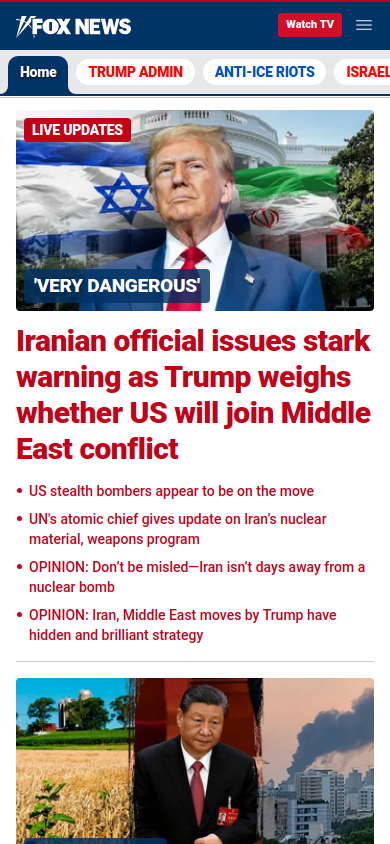 FOX NEWS
Watch TV
Home
TRUMP ADMIN
ANTI-ICE RIOTS
ISRAEL
LIVE UPDATES
'VERY DANGEROUS'
Iranian official issues stark
warning as Trump weighs
whether US will join Middle
East conflict
• US stealth bombers appear to be on the move
• UN's atomic chief gives update on Iran's nuclear
material, weapons program
• OPINION: Don't be misled—Iran isn't days away from a
nuclear bomb
• OPINION: Iran, Middle East moves by Trump have
hidden and brilliant strategy